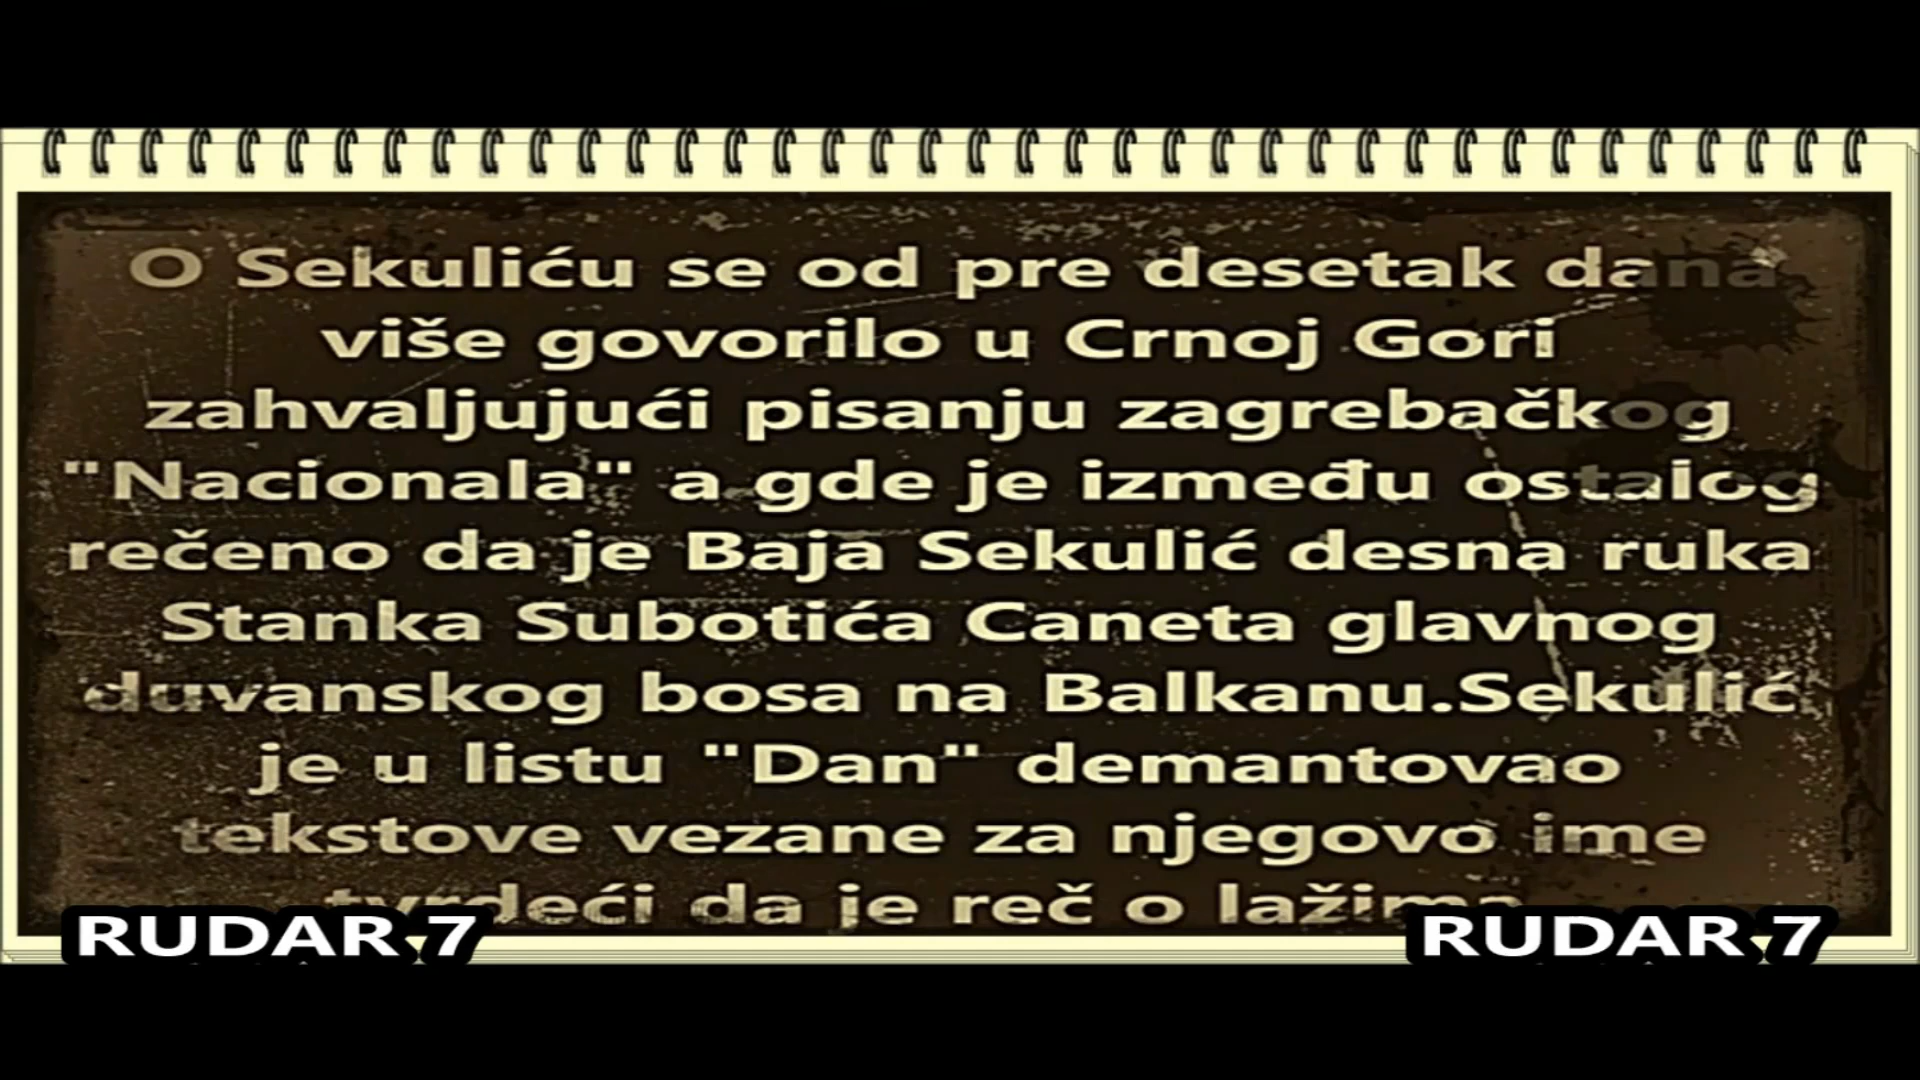 O Sekuliću se od pre desetak dana
više govorilo u Crnoj Gori
zahvaljujući pisanju zagrebačkog
"Nacionala" a gde je između ostalog
rečeno da je Baja Sekulić desna ruka
Stanka Subotića Caneta glavnog
duvanskog bosa na Balkanu.Sekulić
je u listu "Dan" demantovao
tekstove vezane za njegovo ime
tvrdeći da je reč o lažima
RUDAR 7
RUDAR 7